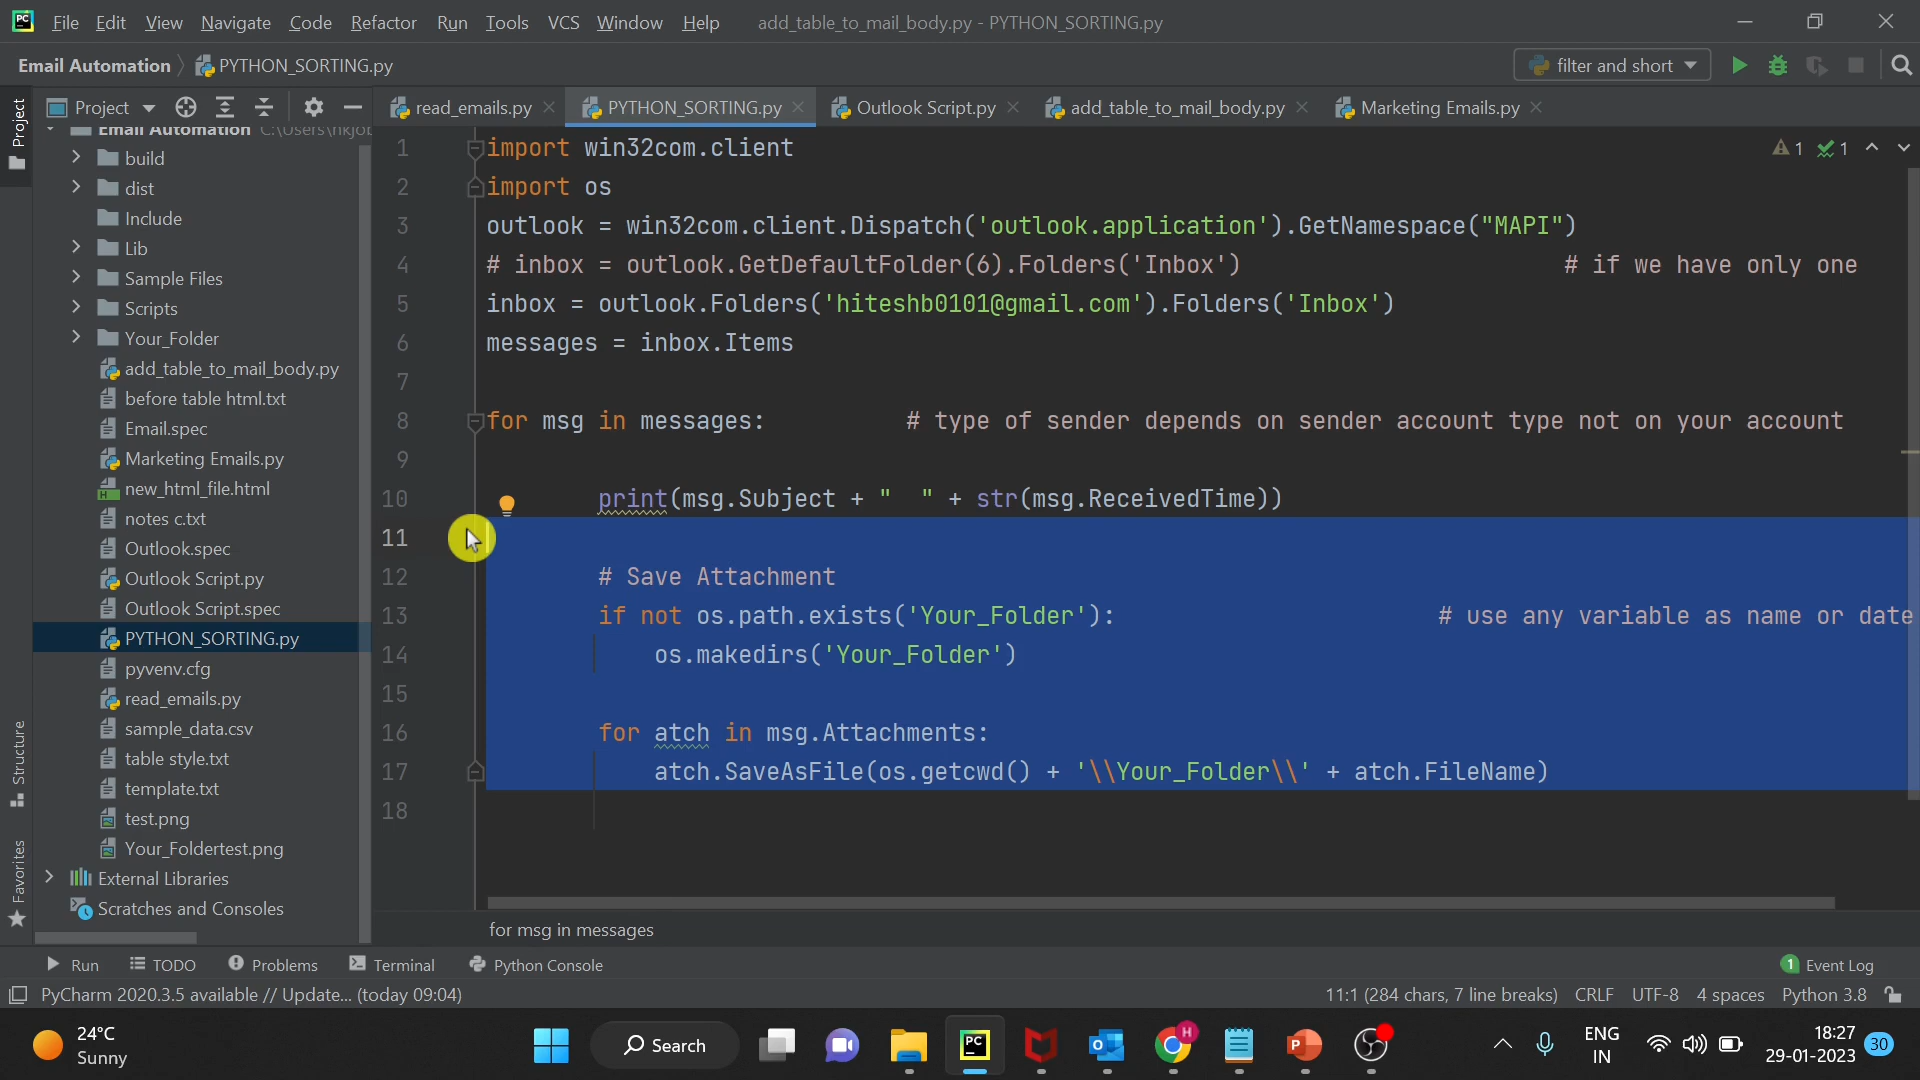 PC File Edit View Navigate Code Refactor Run Tools VCS Window Help add_table_to_mail_body.py - PYTHON_SORTING.py
Email Automation PYTHON_SORTING.py
filter and short
Project
read_emails.py
PYTHON_SORTING.py
Outlook Script.py
add_table_to_mail_body.py
Marketing Emails.py
Project
Structure
Favorites
Email Automation
build
dist
Include
Lib
Sample Files
Scripts
Your_Folder
add_table_to_mail_body.py
before table html.txt
Email.spec
Marketing Emails.py
new_html_file.html
notes c.txt
Outlook.spec
Outlook Script.py
Outlook Script.spec
PYTHON_SORTING.py
pyvenv.cfg
read_emails.py
sample_data.csv
table style.txt
template.txt
test.png
Your_Foldertest.png
External Libraries
Scratches and Consoles
1 import win32com.client
2 import os
3 outlook = win32com.client.Dispatch('outlook.application').GetNamespace("MAPI")
4 # inbox = outlook.GetDefaultFolder(6).Folders('Inbox') # if we have only one
5 inbox = outlook.Folders('hiteshb0101@gmail.com').Folders('Inbox')
6 messages = inbox.Items
7
8 for msg in messages: # type of sender depends on sender account type not on your account
9
10 print(msg.Subject + "  " + str(msg.ReceivedTime))
11
12 # Save Attachment
13 if not os.path.exists('Your_Folder'): # use any variable as name or date
14 os.makedirs('Your_Folder')
15
16 for atch in msg.Attachments:
17 atch.SaveAsFile(os.getcwd() + '\\Your_Folder\\' + atch.FileName)
18
1 1
for msg in messages
Run TODO Problems Terminal Python Console 1 Event Log
PyCharm 2020.3.5 available // Update... (today 09:04) 11:1 (284 chars, 7 line breaks) CRLF UTF-8 4 spaces Python 3.8
24°C
Sunny
Search
PC
H
P
ENG
IN
18:27
29-01-2023
30